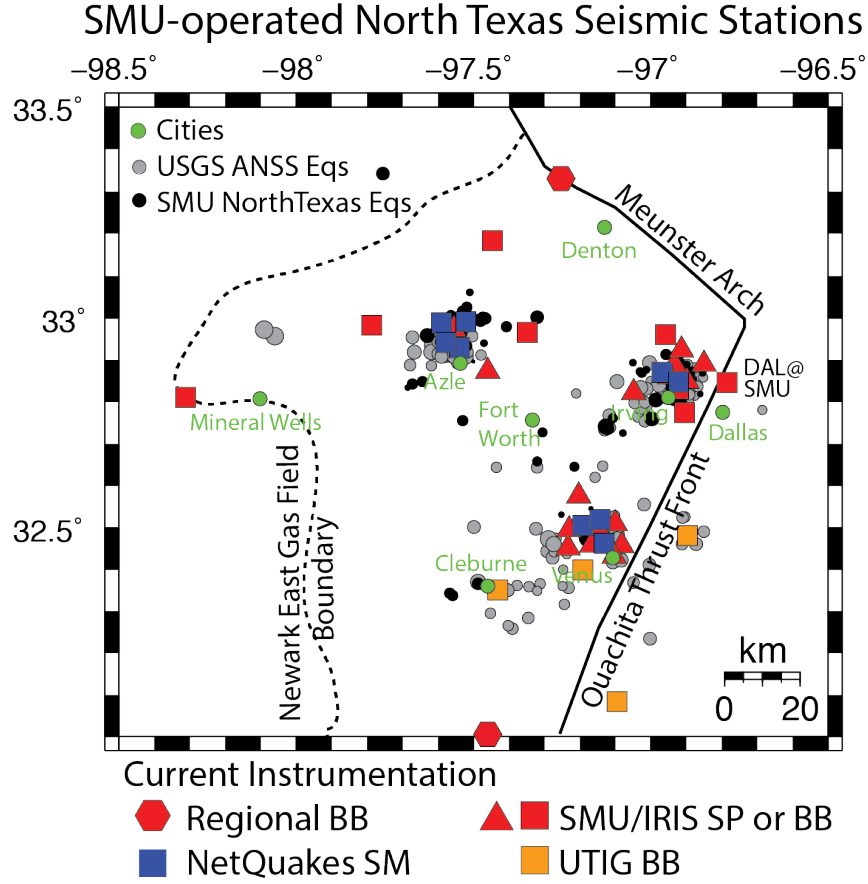 SMU-operated North Texas Seismic Stations
−98.5° −98° −97.5° −97° −96.5°
33.5°
33°
32.5°
Cities
USGS ANSS Eqs
SMU NorthTexas Eqs
Meunster Arch
Denton
DAL@
SMU
Azle
Irving
Mineral Wells
Fort
Worth
Dallas
Newark East Gas Field
Boundary
Cleburne
Venus
Ouachita Thrust Front
km
0 20
Current Instrumentation
Regional BB
SMU/IRIS SP or BB
NetQuakes SM
UTIG BB